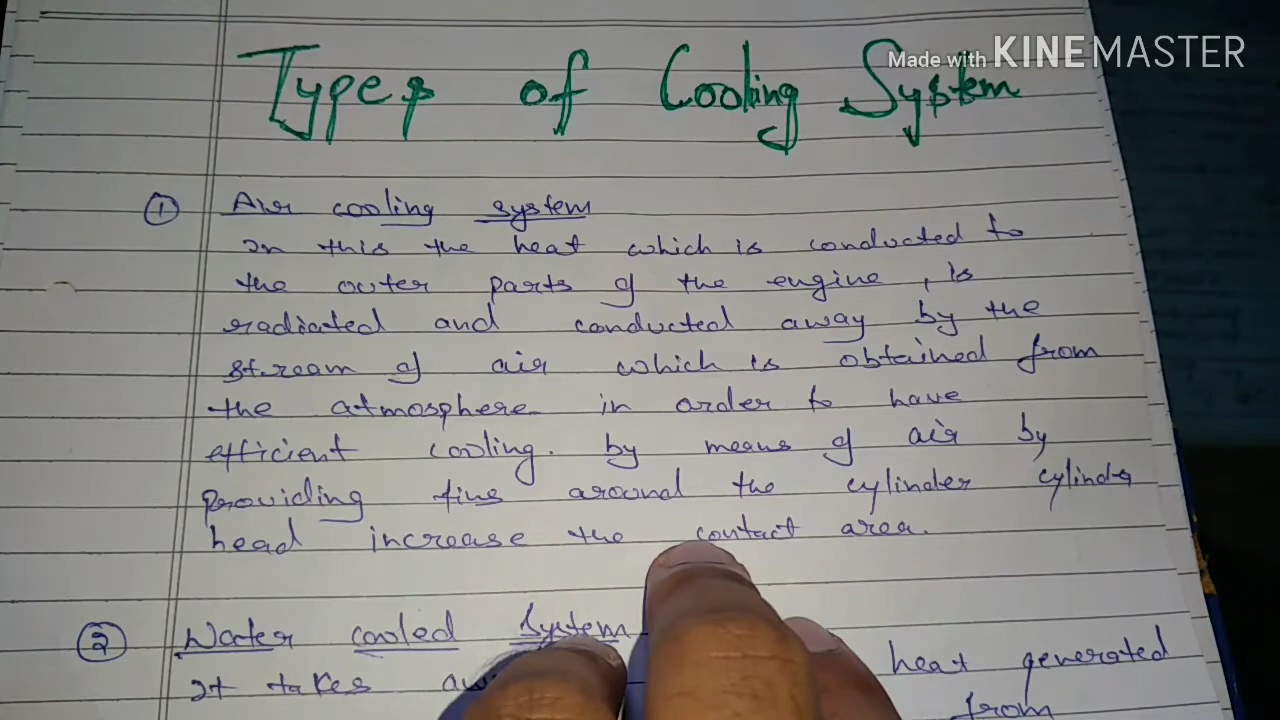 Made with KINEMASTER
Types of Cooling System
① Air cooling system
In this the heat which is conducted to
the outer parts of the engine, is
radiated and conducted away by the
stream of air which is obtained from
the atmosphere in order to have
efficient cooling. by means of air by
providing fins around the cylinder cylinder
head increase the contact area.
② Water cooled system
It takes heat generated
from